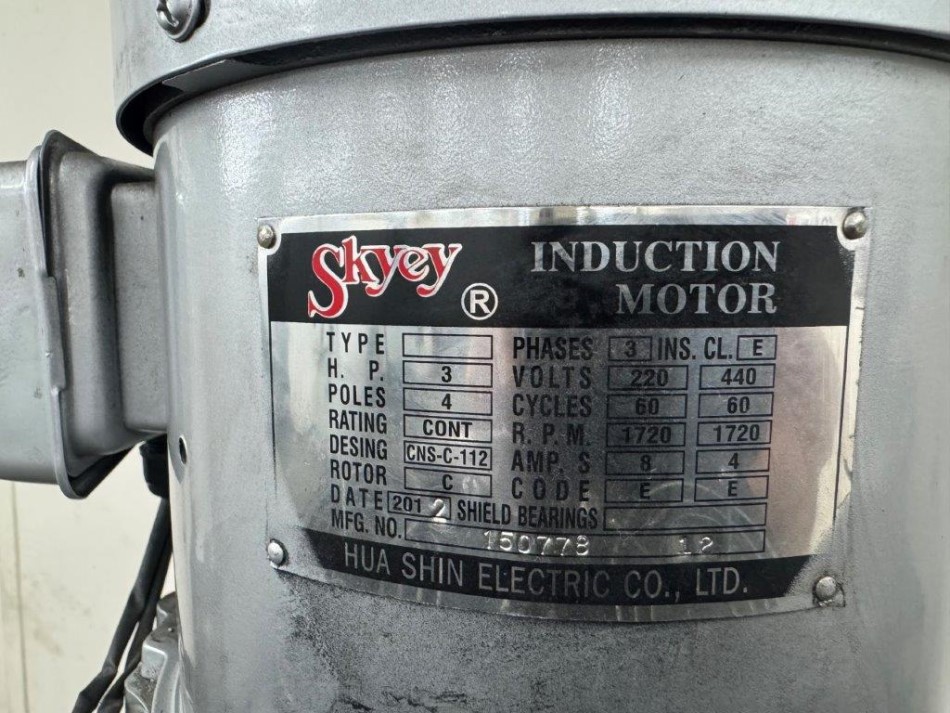 Skyey ® INDUCTION MOTOR
TYPE PHASES 3 INS. CL. E
H. P. 3 VOLTS 220 440
POLES 4 CYCLES 60 60
RATING CONT R. P. M. 1720 1720
DESING CNS-C-112 AMP. S 8 4
ROTOR C CODE E E
DATE 2012 SHIELD BEARINGS
MFG. NO. 150778 12
HUA SHIN ELECTRIC CO., LTD.